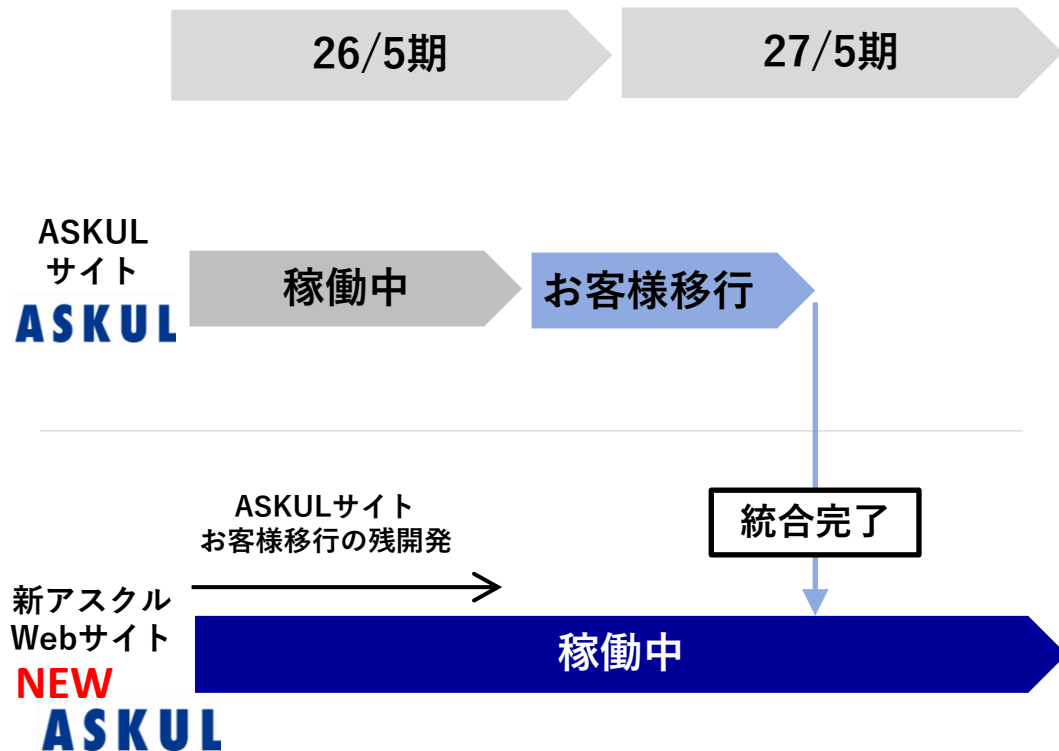 26/5期
27/5期
ASKUL
サイト
ASKUL
稼働中
お客様移行
ASKULサイト
お客様移行の残開発
統合完了
新アスクル
Webサイト
NEW
ASKUL
稼働中